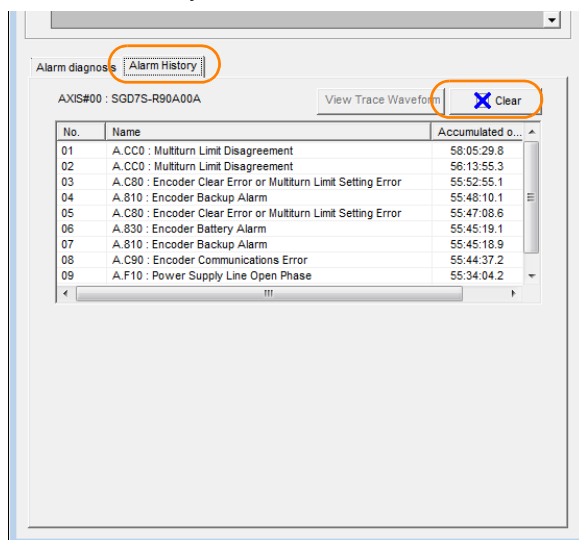 Alarm diagnosis Alarm History
AXIS#00 : SGD7S-R90A00A View Trace Waveform Clear
No. Name Accumulated o...
01 A.CC0 : Multiturn Limit Disagreement 58:05:29.8
02 A.CC0 : Multiturn Limit Disagreement 56:13:55.3
03 A.C80 : Encoder Clear Error or Multiturn Limit Setting Error 55:52:55.1
04 A.810 : Encoder Backup Alarm 55:48:10.1
05 A.C80 : Encoder Clear Error or Multiturn Limit Setting Error 55:47:08.6
06 A.830 : Encoder Battery Alarm 55:45:19.1
07 A.810 : Encoder Backup Alarm 55:45:18.9
08 A.C90 : Encoder Communications Error 55:44:37.2
09 A.F10 : Power Supply Line Open Phase 55:34:04.2